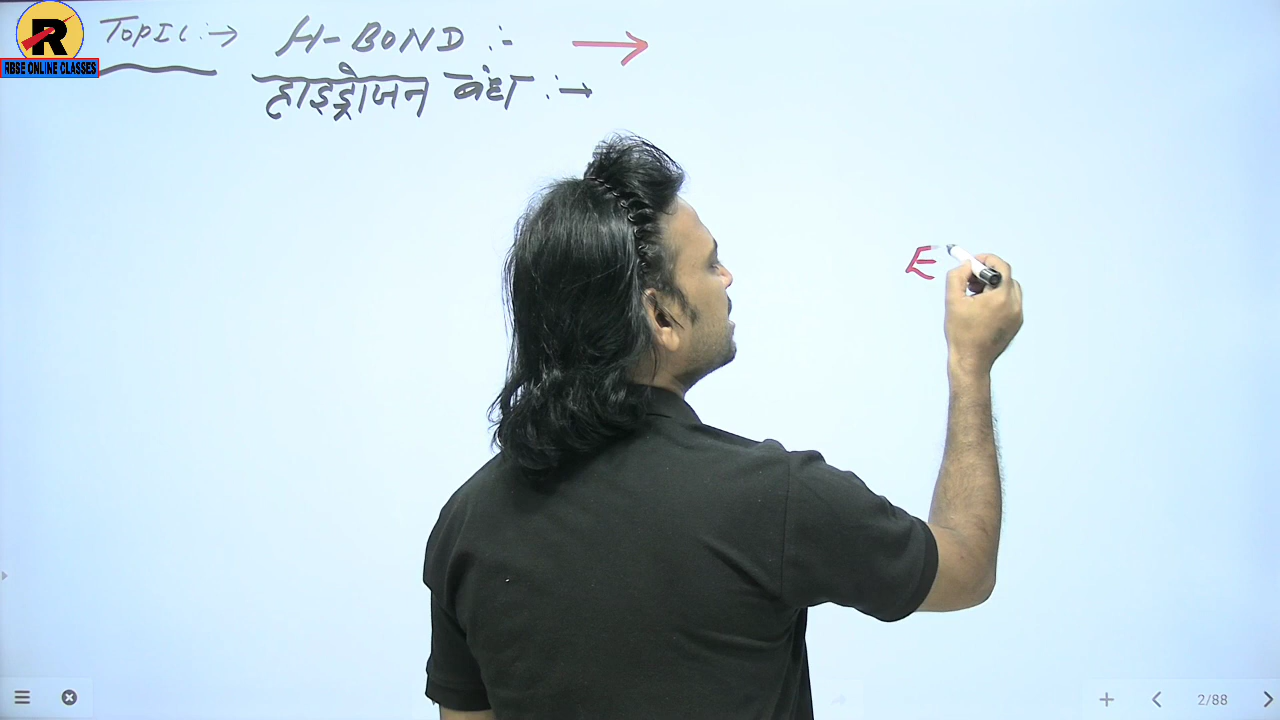 R
RBSE ONLINE CLASSES
TOPIC :→ H-BOND :- →
हाइड्रोजन बंध :→
E
2/88